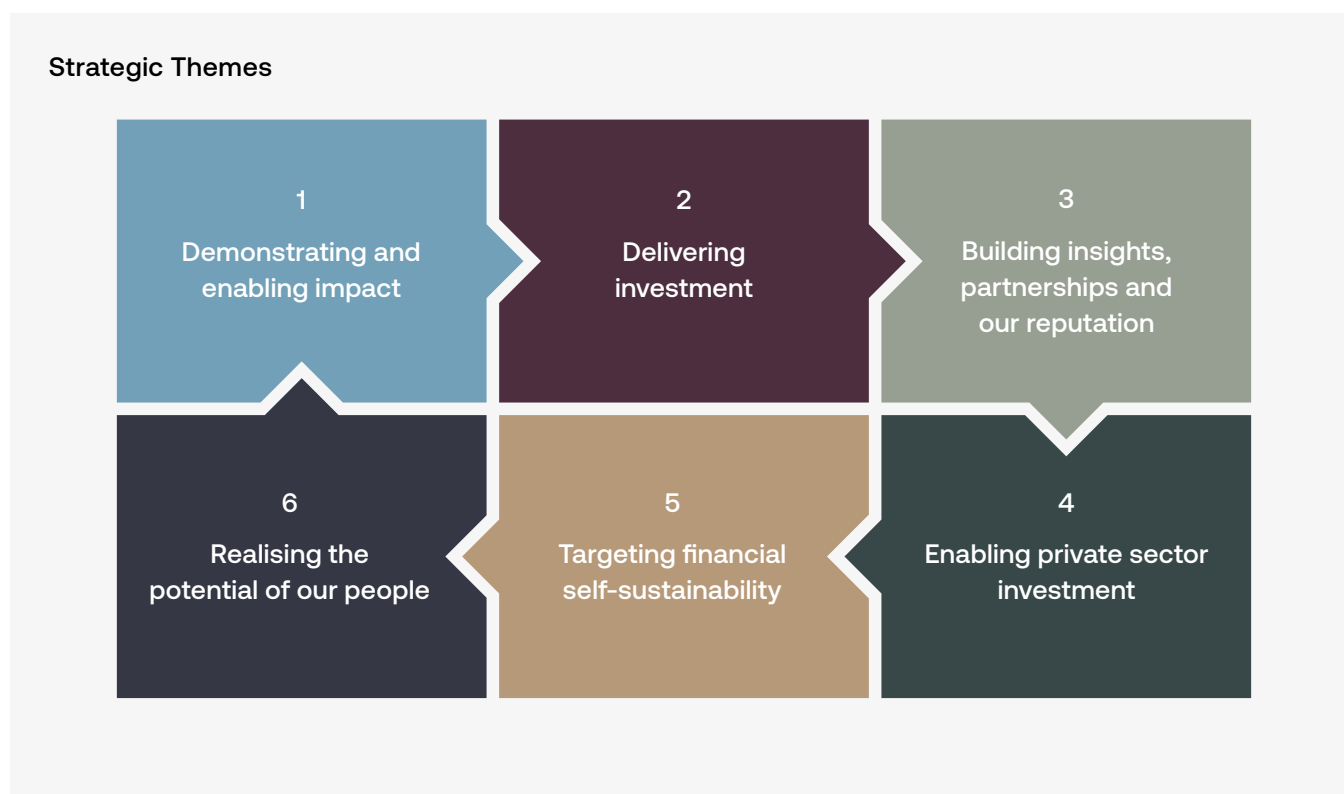 Strategic Themes
1
Demonstrating and
enabling impact
2
Delivering
investment
3
Building insights,
partnerships and
our reputation
4
Enabling private sector
investment
5
Targeting financial
self-sustainability
6
Realising the
potential of our people